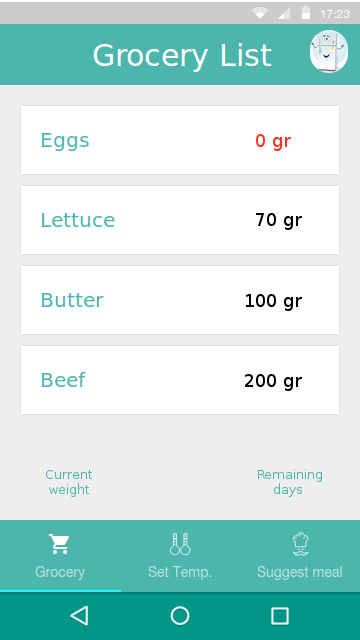 17:23
Grocery List
Eggs 0 gr
Lettuce 70 gr
Butter 100 gr
Beef 200 gr
Current Remaining
weight days
Grocery Set Temp. Suggest meal